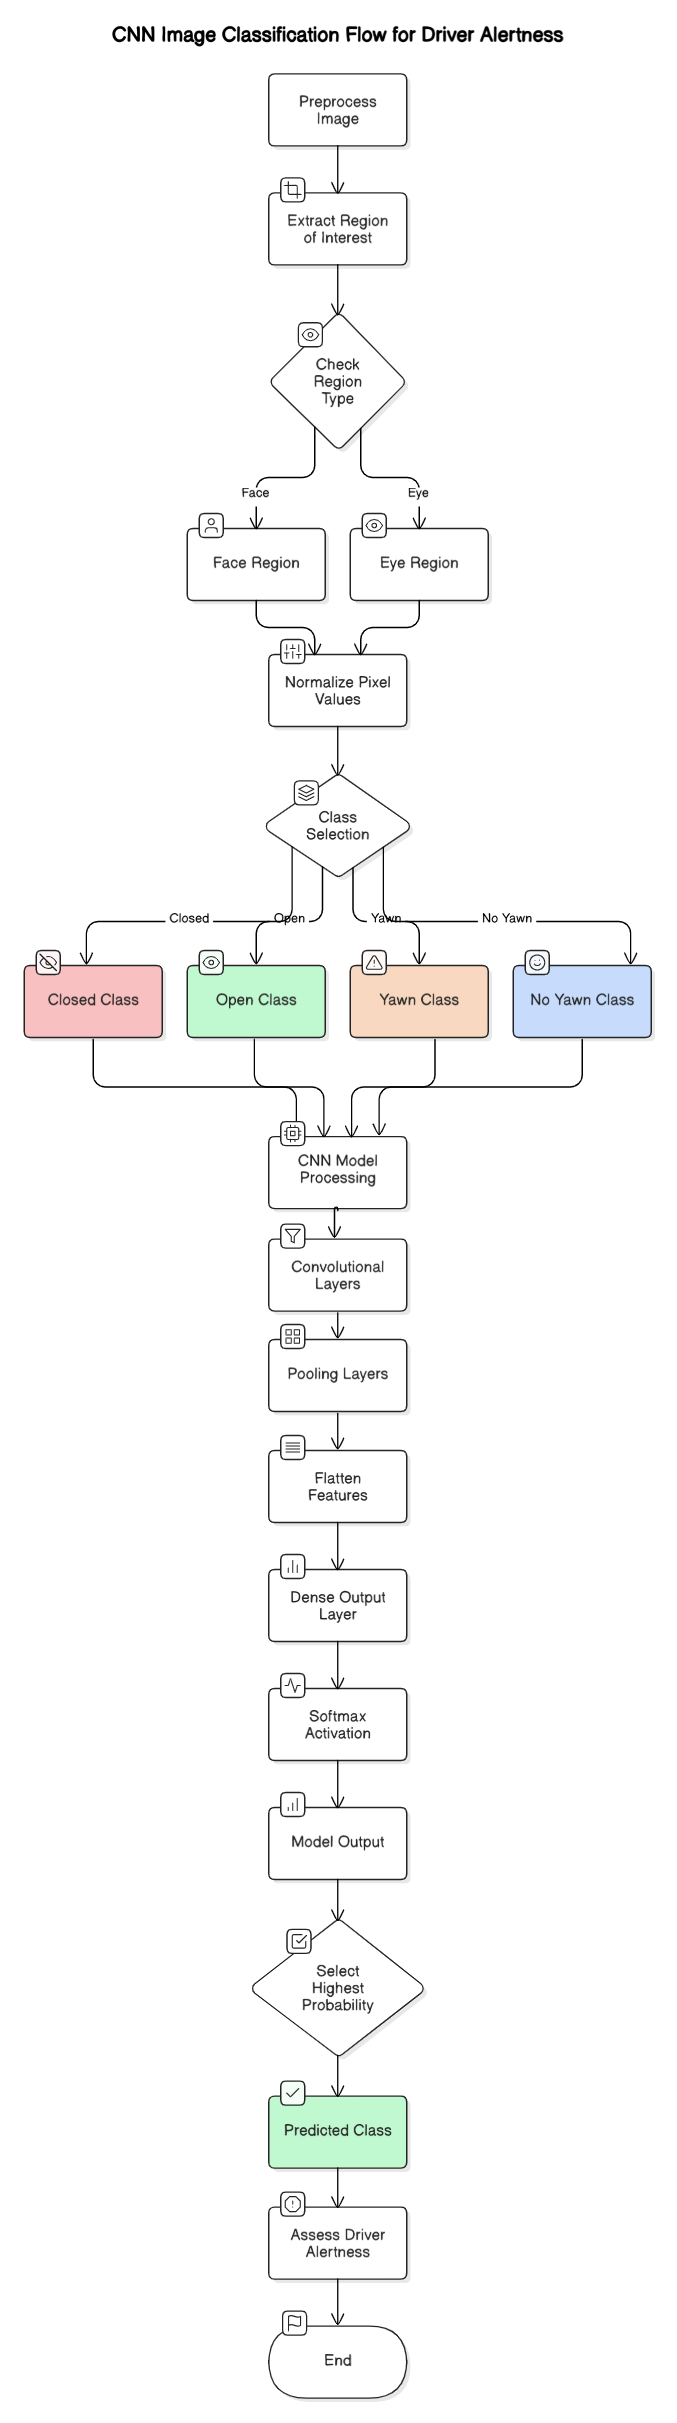 CNN Image Classification Flow for Driver Alertness
Preprocess
Image
Extract Region
of Interest
Check
Region
Type
Face
Eye
Face Region
Eye Region
Normalize Pixel
Values
Class
Selection
Closed
Open
Yawn
No Yawn
Closed Class
Open Class
Yawn Class
No Yawn Class
CNN Model
Processing
Convolutional
Layers
Pooling Layers
Flatten
Features
Dense Output
Layer
Softmax
Activation
Model Output
Select
Highest
Probability
Predicted Class
Assess Driver
Alertness
End